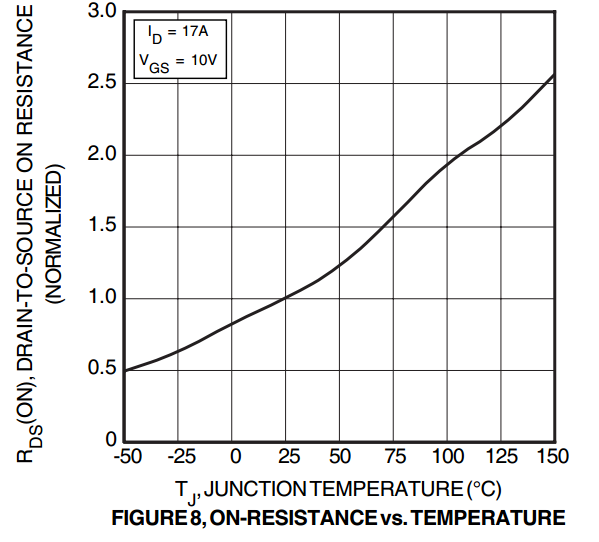 3.0
I_D = 17A
V_GS = 10V
2.5
2.0
1.5
1.0
0.5
0
R_DS(ON), DRAIN-TO-SOURCE ON RESISTANCE
(NORMALIZED)
-50 -25 0 25 50 75 100 125 150
T_J, JUNCTION TEMPERATURE (°C)
FIGURE 8, ON-RESISTANCE vs. TEMPERATURE